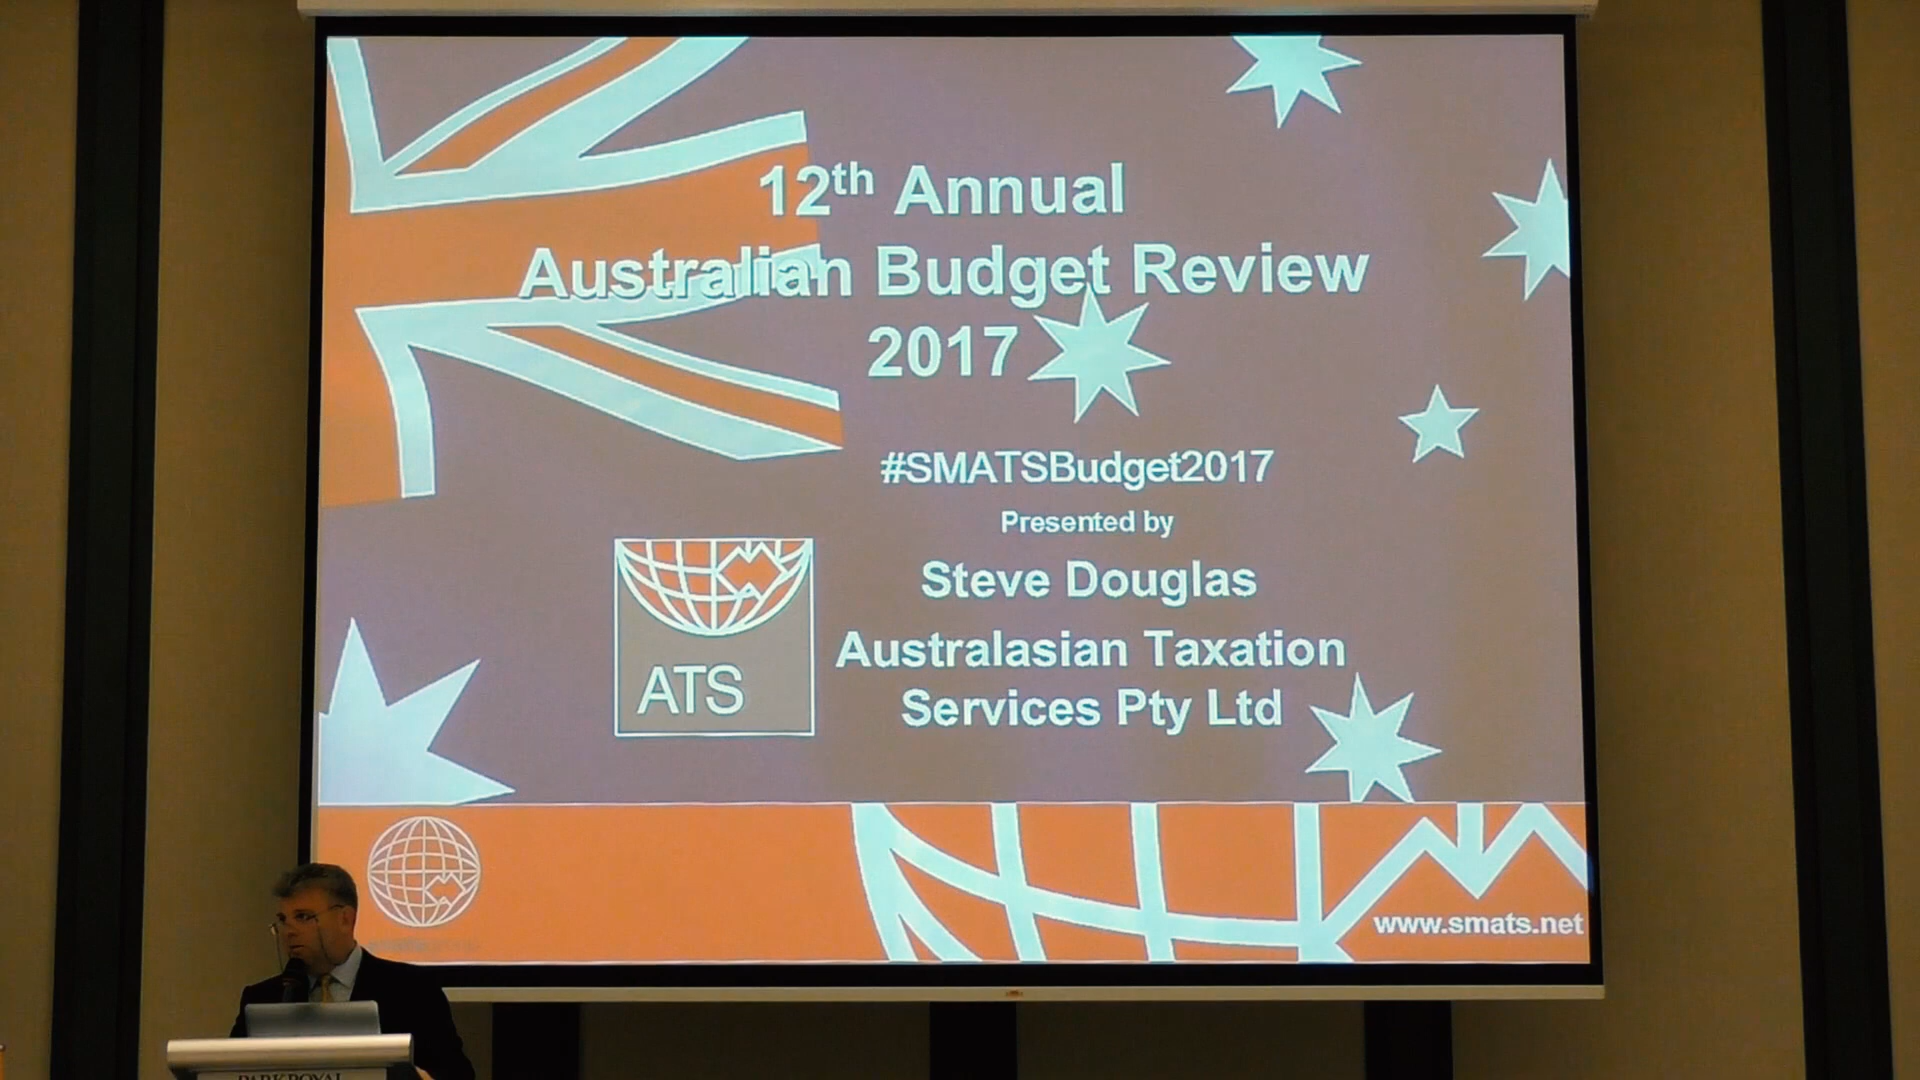 12th Annual
Australian Budget Review
2017
#SMATSBudget2017
Presented by
Steve Douglas
ATS
Australasian Taxation
Services Pty Ltd
www.smats.net
PARKROYAL